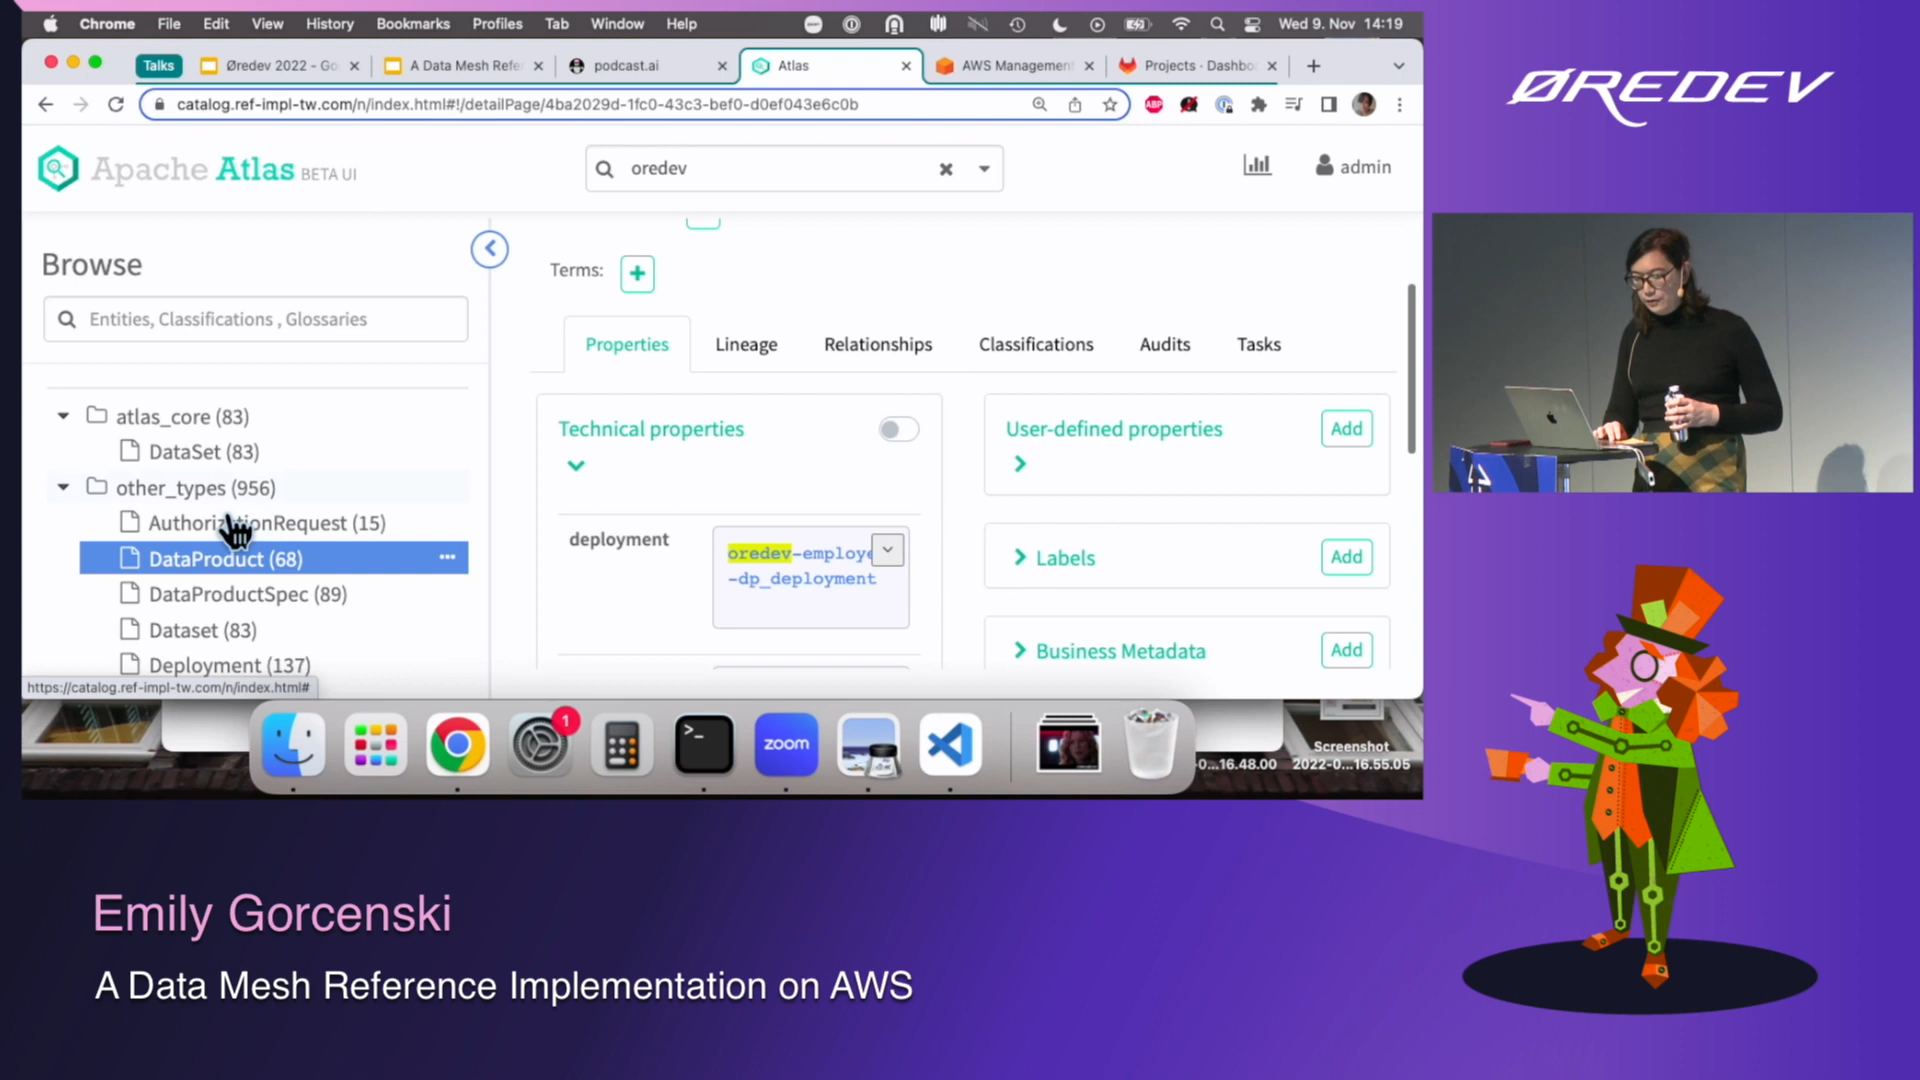 Chrome File Edit View History Bookmarks Profiles Tab Window Help
Wed 9. Nov 14:19
Talks
Øredev 2022 - Go
A Data Mesh Refe
podcast.ai
Atlas
AWS Management
Projects · Dashbo
catalog.ref-impl-tw.com/n/index.html#!/detailPage/4ba2029d-1fc0-43c3-bef0-d0ef043e6c0b
ABP
Apache Atlas BETA UI
oredev
admin
Browse
Entities, Classifications , Glossaries
atlas_core (83)
DataSet (83)
other_types (956)
AuthorizationRequest (15)
DataProduct (68)
DataProductSpec (89)
Dataset (83)
Deployment (137)
https://catalog.ref-impl-tw.com/n/index.html#
Terms:
Properties
Lineage
Relationships
Classifications
Audits
Tasks
Technical properties
deployment
oredev-employe
-dp_deployment
User-defined properties
Add
Labels
Add
Business Metadata
Add
1
zoom
Screenshot
-0...16.48.00
2022-0...16.55.05
ØREDEV
Emily Gorcenski
A Data Mesh Reference Implementation on AWS